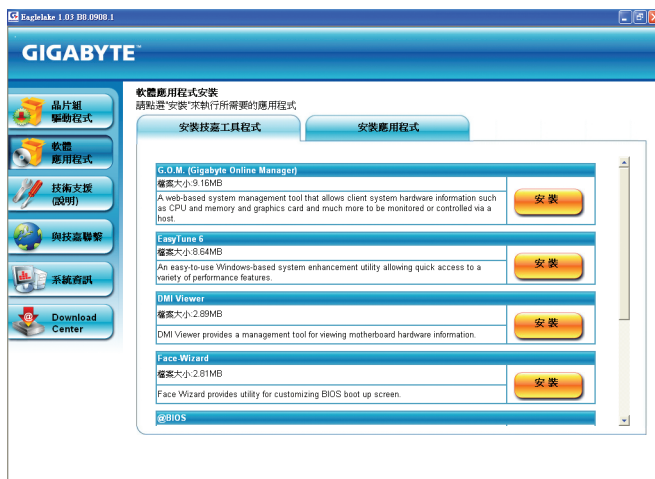 Eaglelake 1.03 B8.0908.1
GIGABYTE™
晶片組
驅動程式
軟體
應用程式
技術支援
(說明)
與技嘉聯繫
系統資訊
Download
Center
軟體應用程式安裝
請點選"安裝"來執行所需要的應用程式
安裝技嘉工具程式
安裝應用程式
G.O.M. (Gigabyte Online Manager)
檔案大小:9.16MB
A web-based system management tool that allows client system hardware information such
as CPU and memory and graphics card and much more to be monitored or controlled via a
host.
安裝
EasyTune 6
檔案大小:8.64MB
An easy-to-use Windows-based system enhancement utility allowing quick access to a
variety of performance features.
安裝
DMI Viewer
檔案大小:2.89MB
DMI Viewer provides a management tool for viewing motherboard hardware information.
安裝
Face-Wizard
檔案大小:2.81MB
Face Wizard provides utility for customizing BIOS boot up screen.
安裝
@BIOS